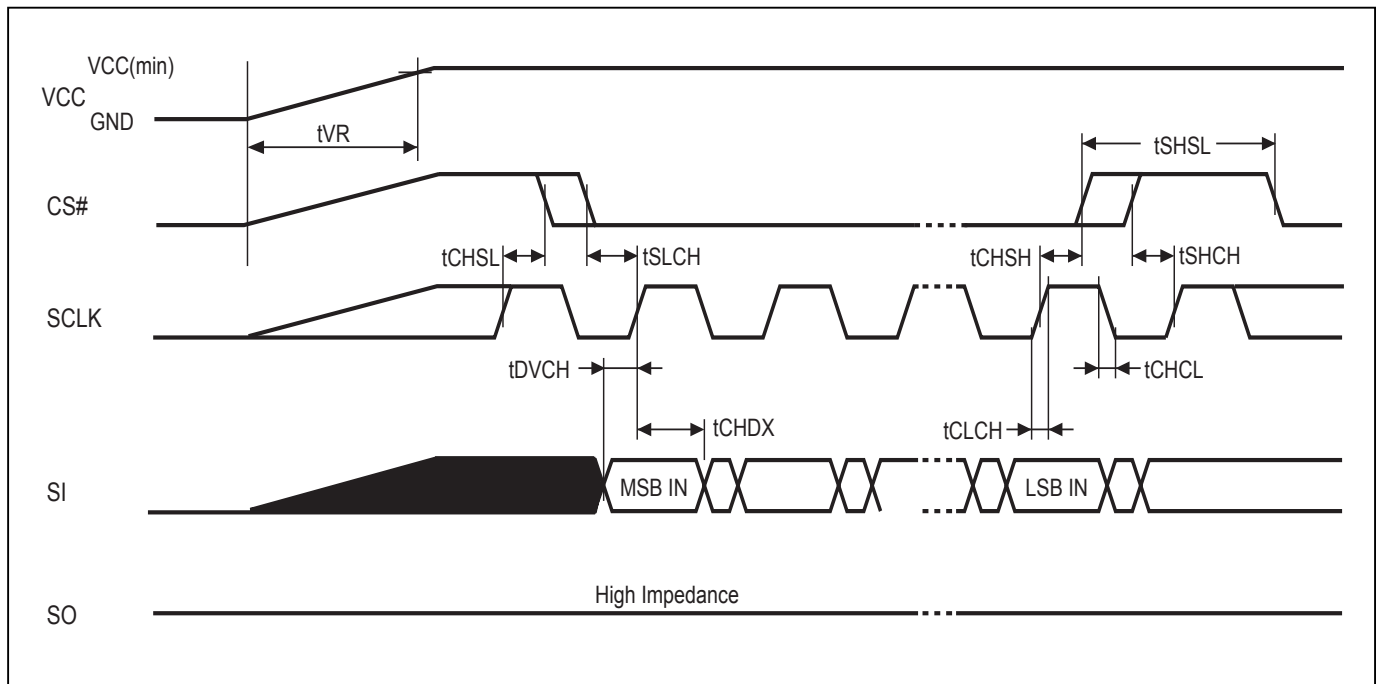 VCC(min)
VCC
GND
tVR
tSHSL
CS#
tCHSL
tSLCH
tCHSH
tSHCH
SCLK
tDVCH
tCHCL
tCHDX
tCLCH
SI
MSB IN
LSB IN
High Impedance
SO